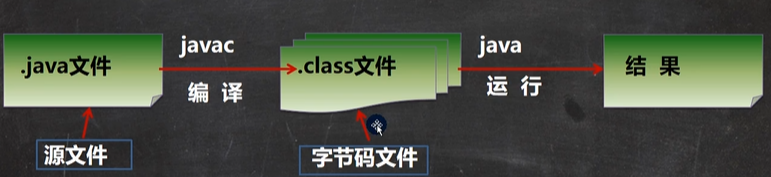 .java文件
javac
编 译
.class文件
java
运 行
结 果
源文件
字节码文件